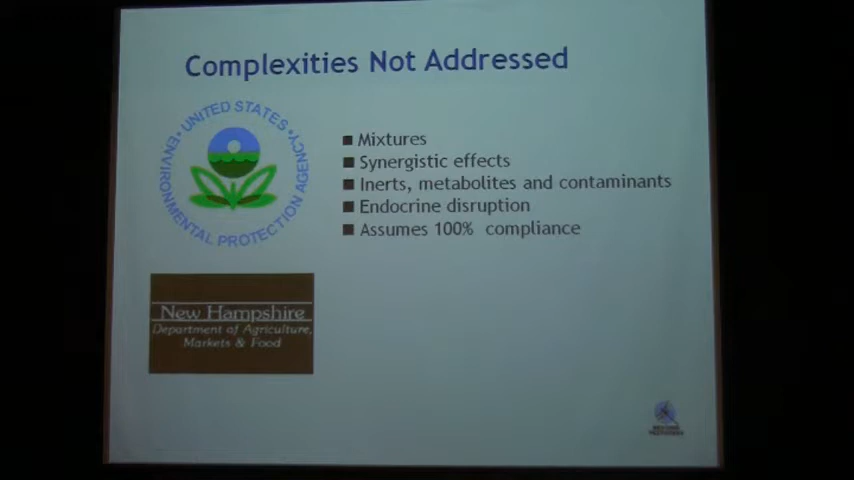 Complexities Not Addressed
UNITED STATES
ENVIRONMENTAL PROTECTION AGENCY
■ Mixtures
■ Synergistic effects
■ Inerts, metabolites and contaminants
■ Endocrine disruption
■ Assumes 100% compliance
New Hampshire
Department of Agriculture,
Markets & Food